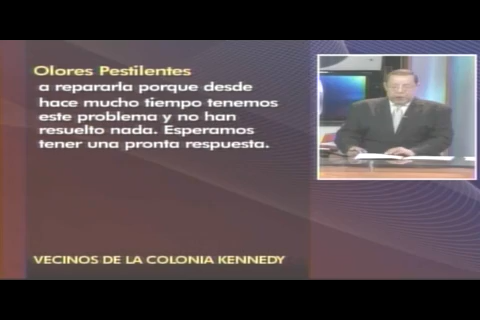 Olores Pestilentes
a repararla porque desde
hace mucho tiempo tenemos
este problema y no han
resuelto nada. Esperamos
tener una pronta respuesta.
VECINOS DE LA COLONIA KENNEDY